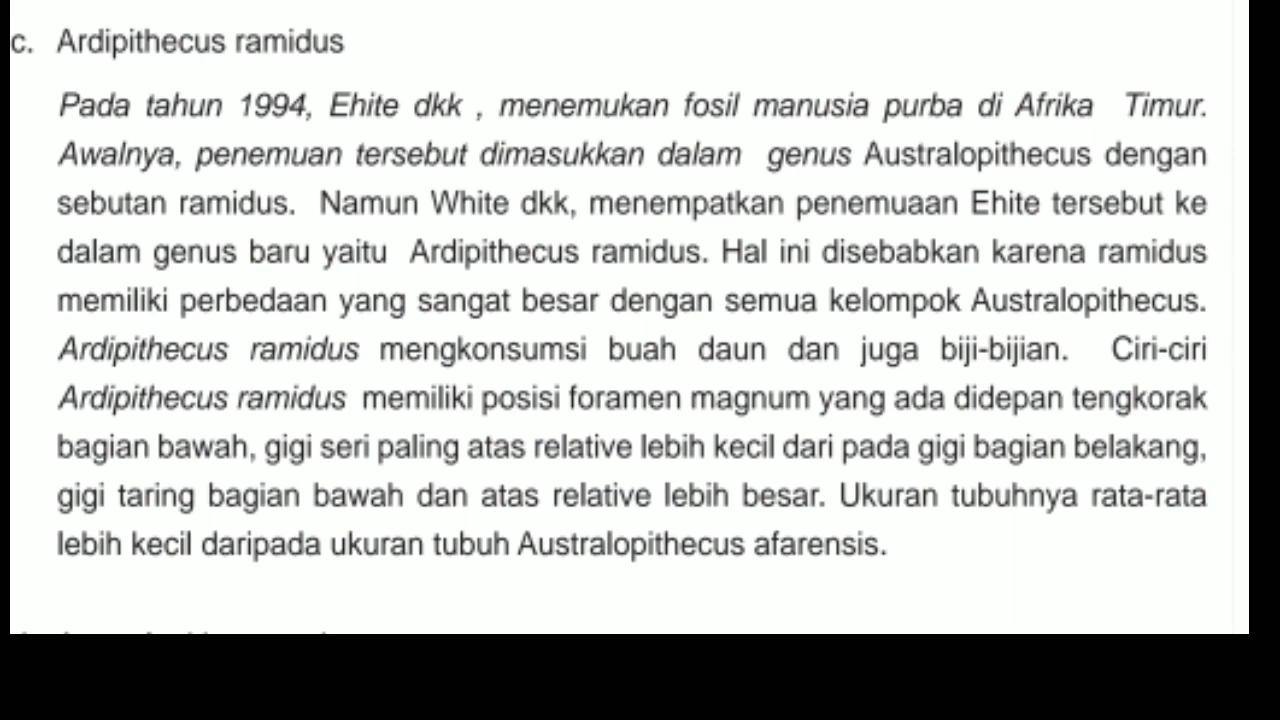 c. Ardipithecus ramidus
Pada tahun 1994, Ehite dkk , menemukan fosil manusia purba di Afrika Timur.
Awalnya, penemuan tersebut dimasukkan dalam genus Australopithecus dengan
sebutan ramidus. Namun White dkk, menempatkan penemuaan Ehite tersebut ke
dalam genus baru yaitu Ardipithecus ramidus. Hal ini disebabkan karena ramidus
memiliki perbedaan yang sangat besar dengan semua kelompok Australopithecus.
Ardipithecus ramidus mengkonsumsi buah daun dan juga biji-bijian. Ciri-ciri
Ardipithecus ramidus memiliki posisi foramen magnum yang ada didepan tengkorak
bagian bawah, gigi seri paling atas relative lebih kecil dari pada gigi bagian belakang,
gigi taring bagian bawah dan atas relative lebih besar. Ukuran tubuhnya rata-rata
lebih kecil daripada ukuran tubuh Australopithecus afarensis.